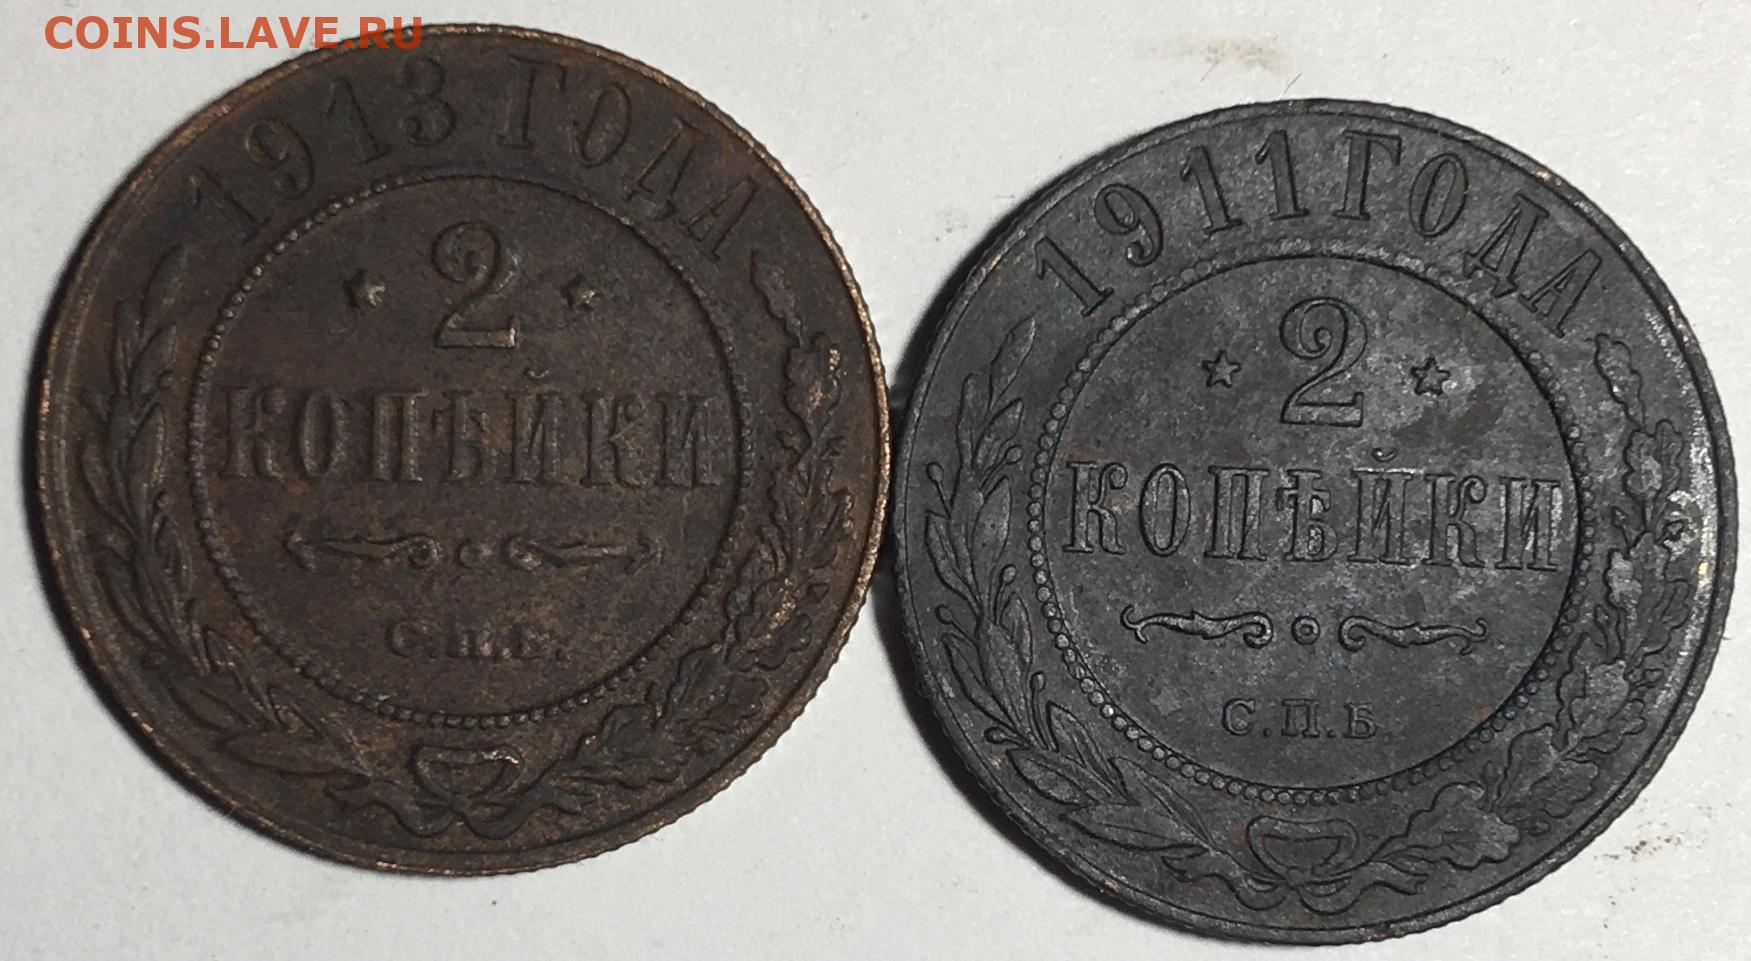 COINS.LAVE.RU
1913 ГОДА
2
КОПѢЙКИ
С.П.Б.
1911 ГОДА
2
КОПѢЙКИ
С.П.Б